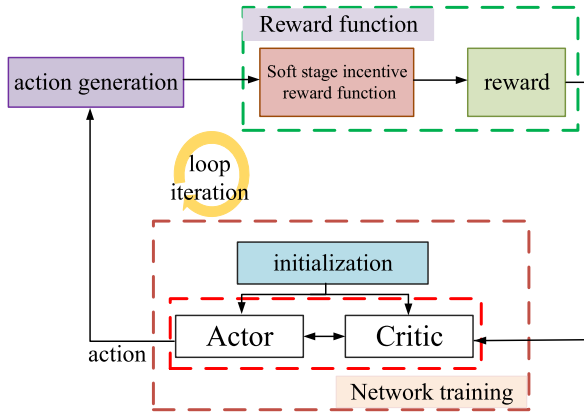 Reward function
action generation
Soft stage incentive
reward function
reward
loop
iteration
initialization
Actor
Critic
action
Network training